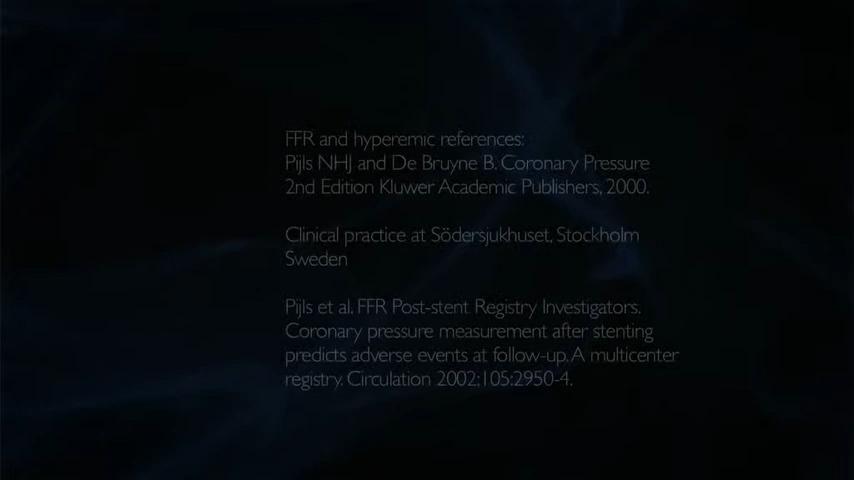 FFR and hyperemic references:
Pijls NHJ and De Bruyne B. Coronary Pressure
2nd Edition Kluwer Academic Publishers, 2000.
Clinical practice at Södersjukhuset, Stockholm
Sweden
Pijls et al. FFR Post-stent Registry Investigators.
Coronary pressure measurement after stenting
predicts adverse events at follow-up. A multicenter
registry. Circulation 2002;105:2950-4.